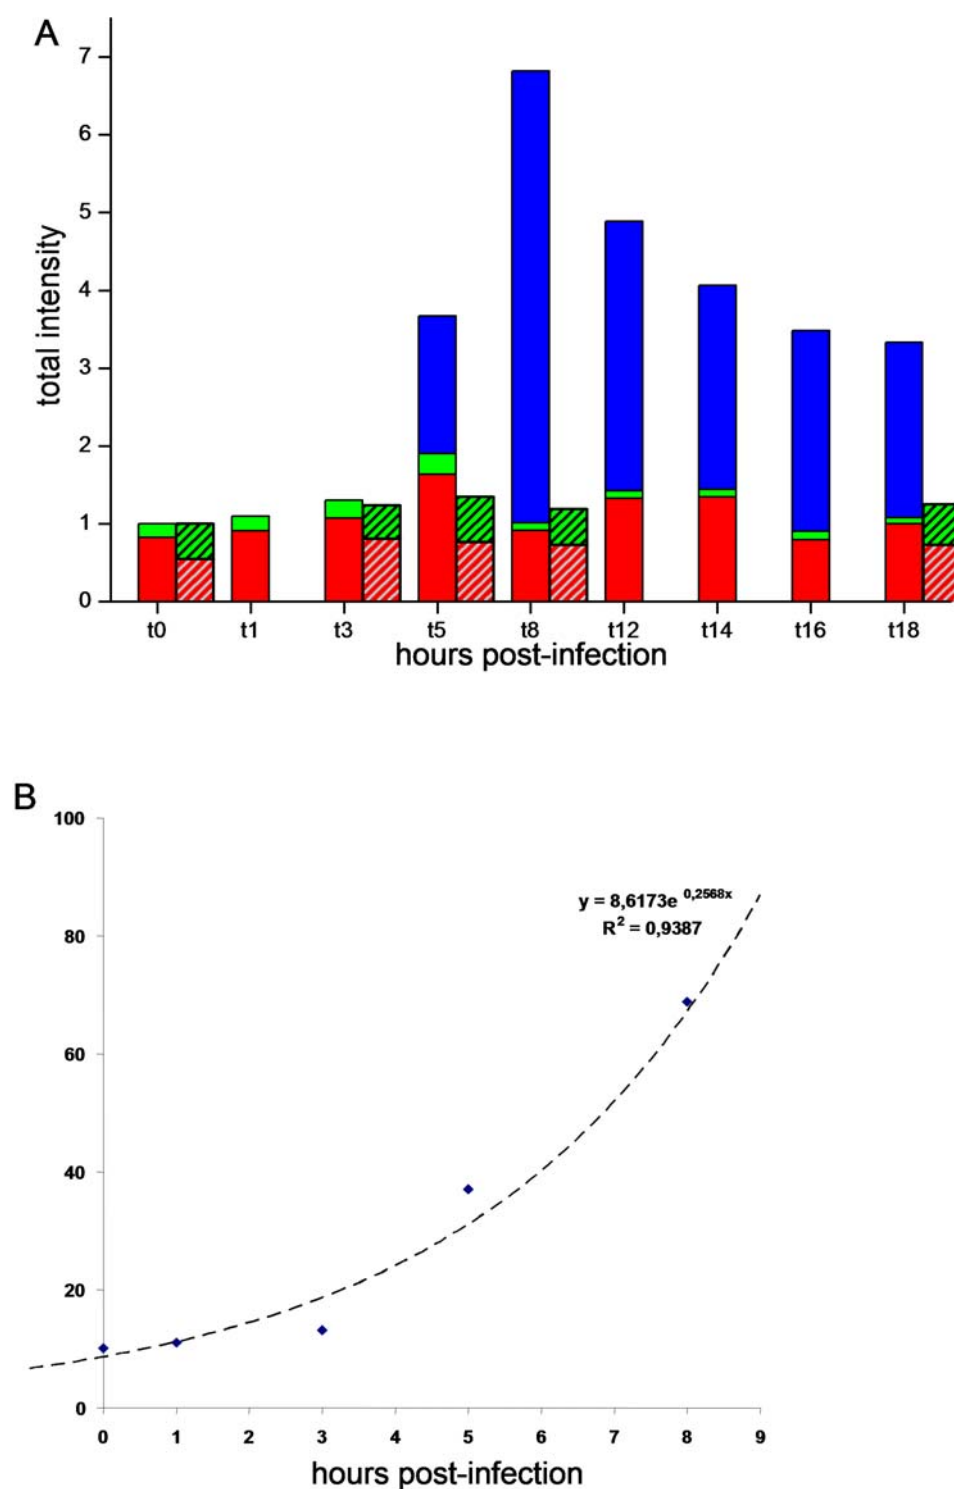 A
7
6
5
4
3
2
1
0
total intensity
t0 t1 t3 t5 t8 t12 t14 t16 t18
hours post-infection
B
100
80
60
40
20
0
y = 8,6173e 0,2568x
R2 = 0,9387
0 1 2 3 4 5 6 7 8 9
hours post-infection